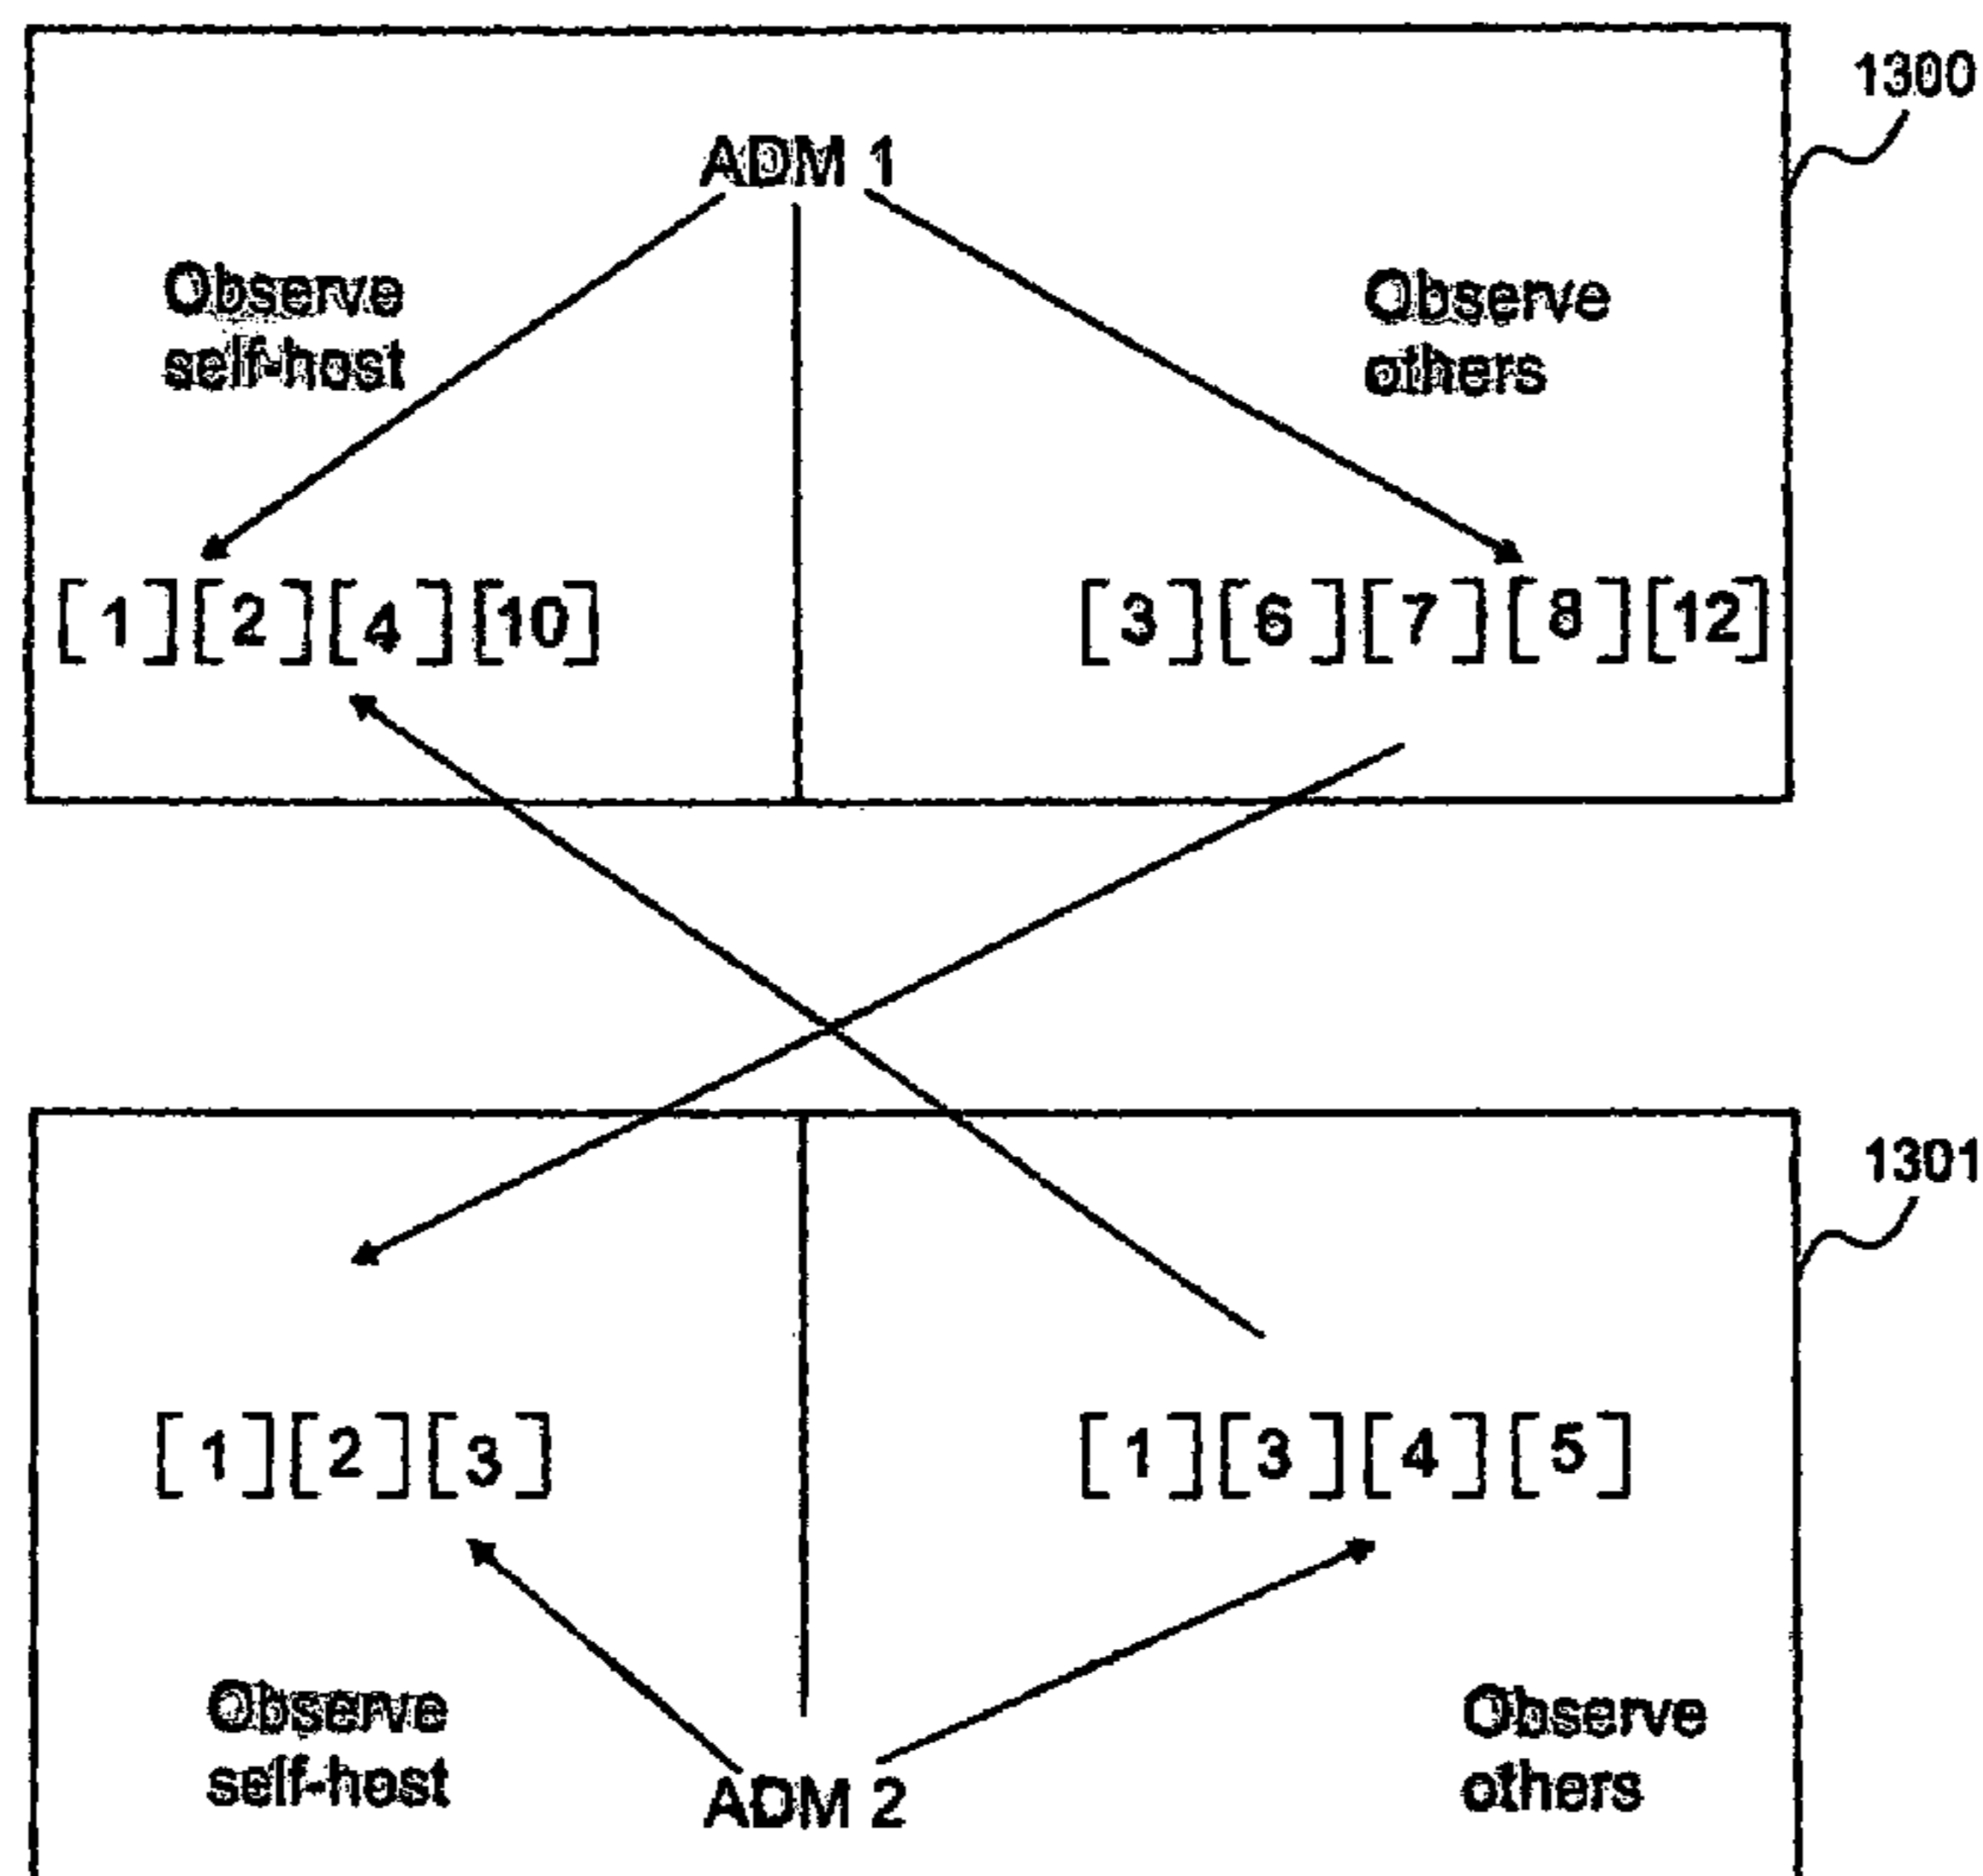 1300
ADM 1
Observe
self-host
Observe
others
[1][2][4][10]
[3][6][7][8][12]
1301
[1][2][3]
[1][3][4][5]
Observe
self-host
Observe
others
ADM 2